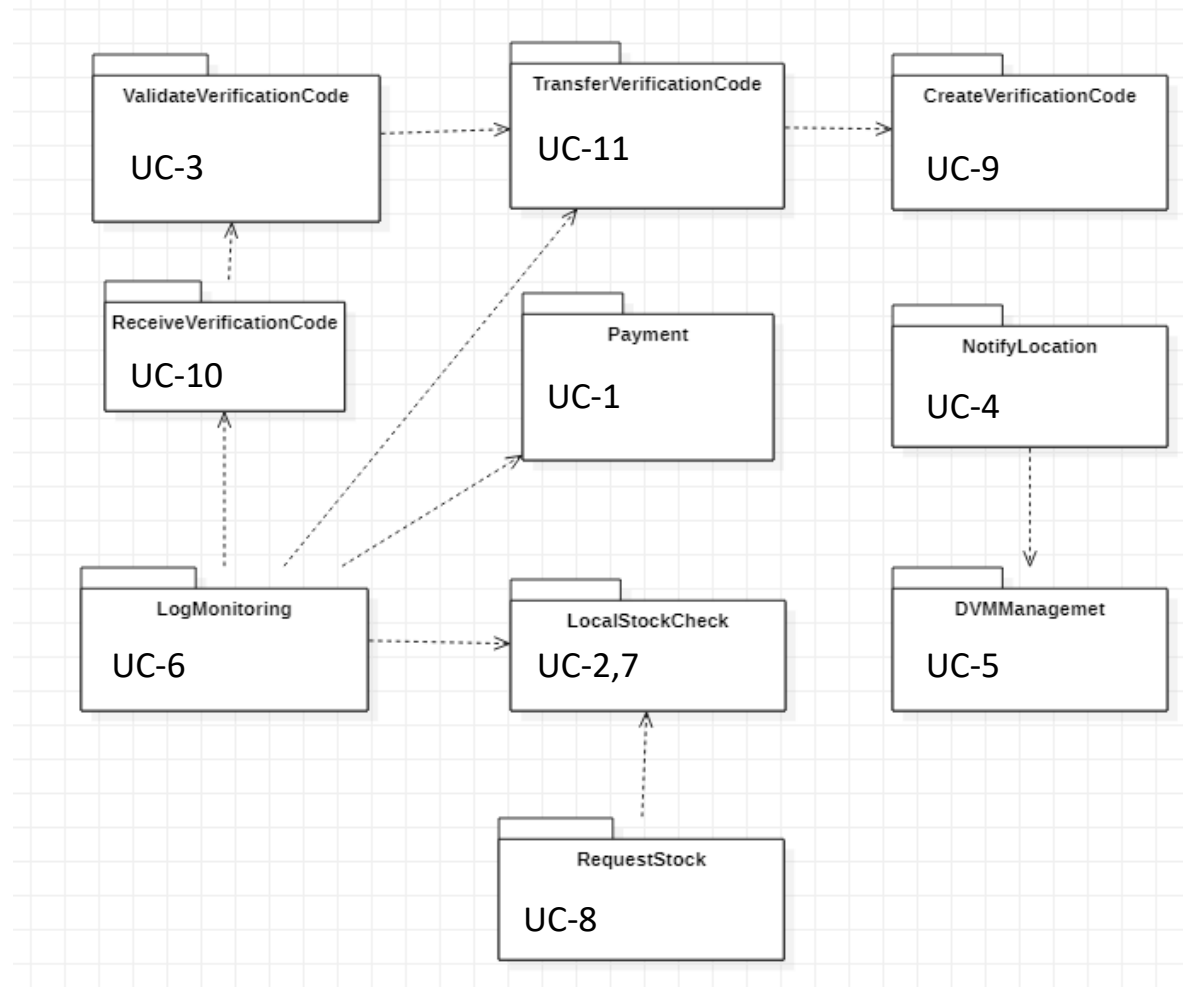 ValidateVerificationCode
UC-3
TransferVerificationCode
UC-11
CreateVerificationCode
UC-9
ReceiveVerificationCode
UC-10
Payment
UC-1
NotifyLocation
UC-4
LogMonitoring
UC-6
LocalStockCheck
UC-2,7
DVMManagemet
UC-5
RequestStock
UC-8